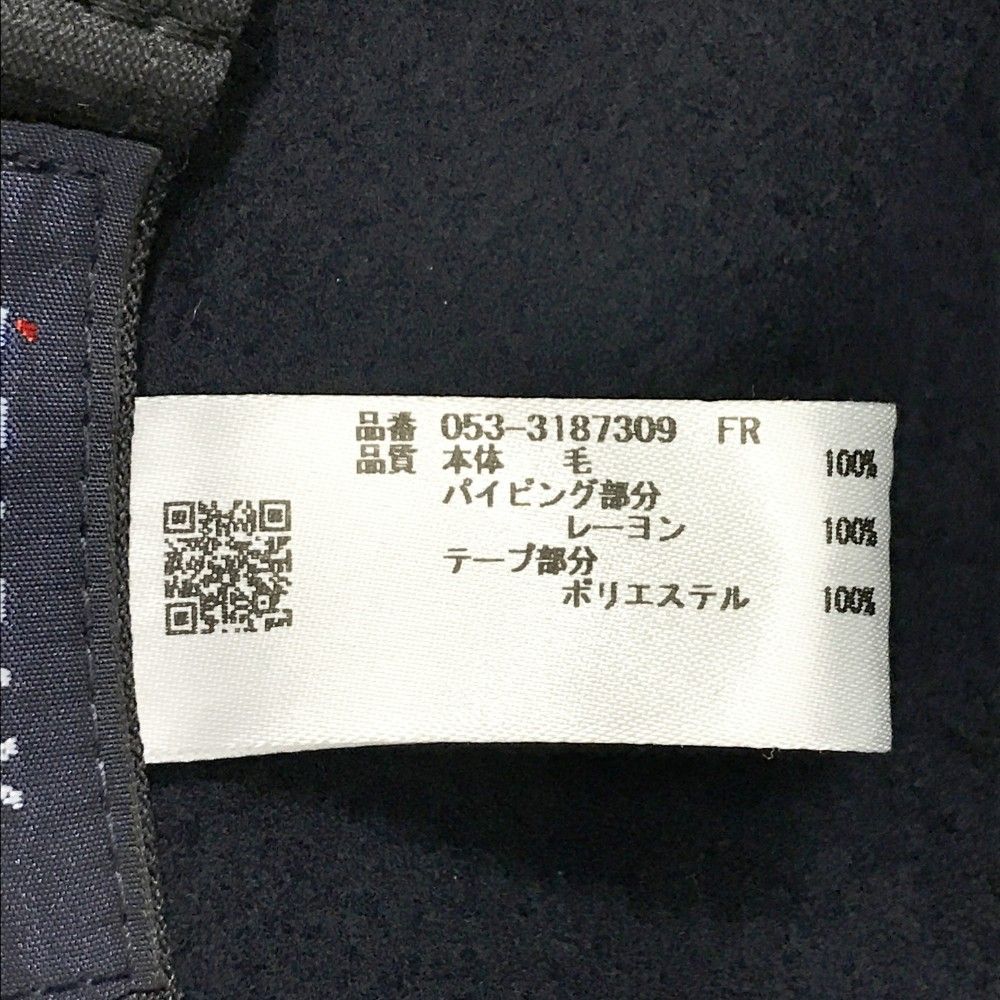 品番 053-3187309 FR
品質 本体 毛 100%
パイピング部分
レーヨン 100%
テープ部分
ポリエステル 100%